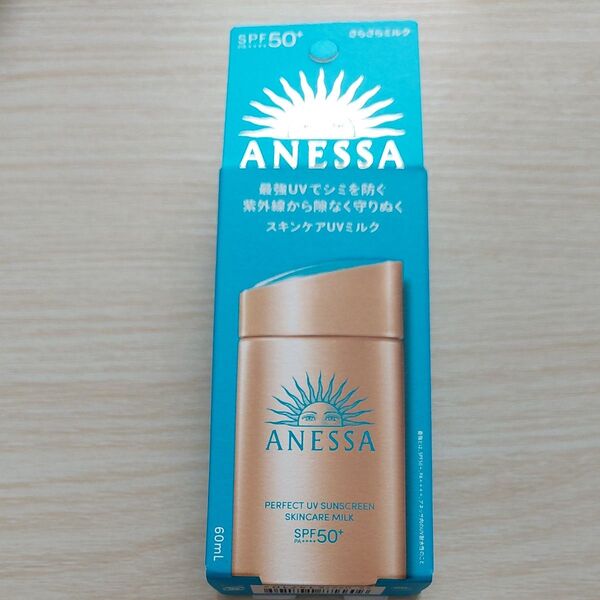 SPF50+
PA++++
さらさらミルク
ANESSA
最強UVでシミを防ぐ
紫外線から隙なく守りぬく
スキンケアUVミルク
ANESSA
PERFECT UV SUNSCREEN
SKINCARE MILK
SPF50+
PA++++
60mL